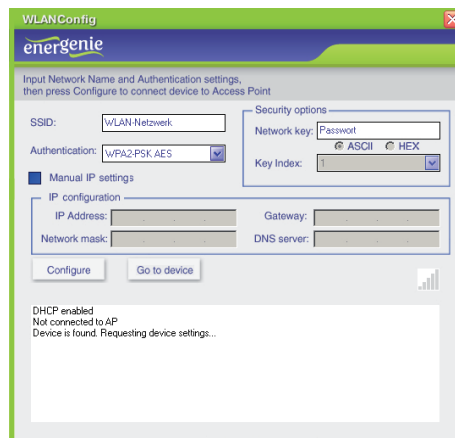 WLANConfig
energenie
Input Network Name and Authentication settings,
then press Configure to connect device to Access
Point
SSID: WLAN-Netzwerk
Authentication: WPA2-PSK AES
Security options
Network key: Passwort
ASCII HEX
Key Index: 1
Manual IP settings
IP configuration
IP Address: . . . Gateway: . . .
Network mask: . . . DNS server: . . .
Configure Go to device
DHCP enabled
Not connected to AP
Device is found. Requesting device settings...